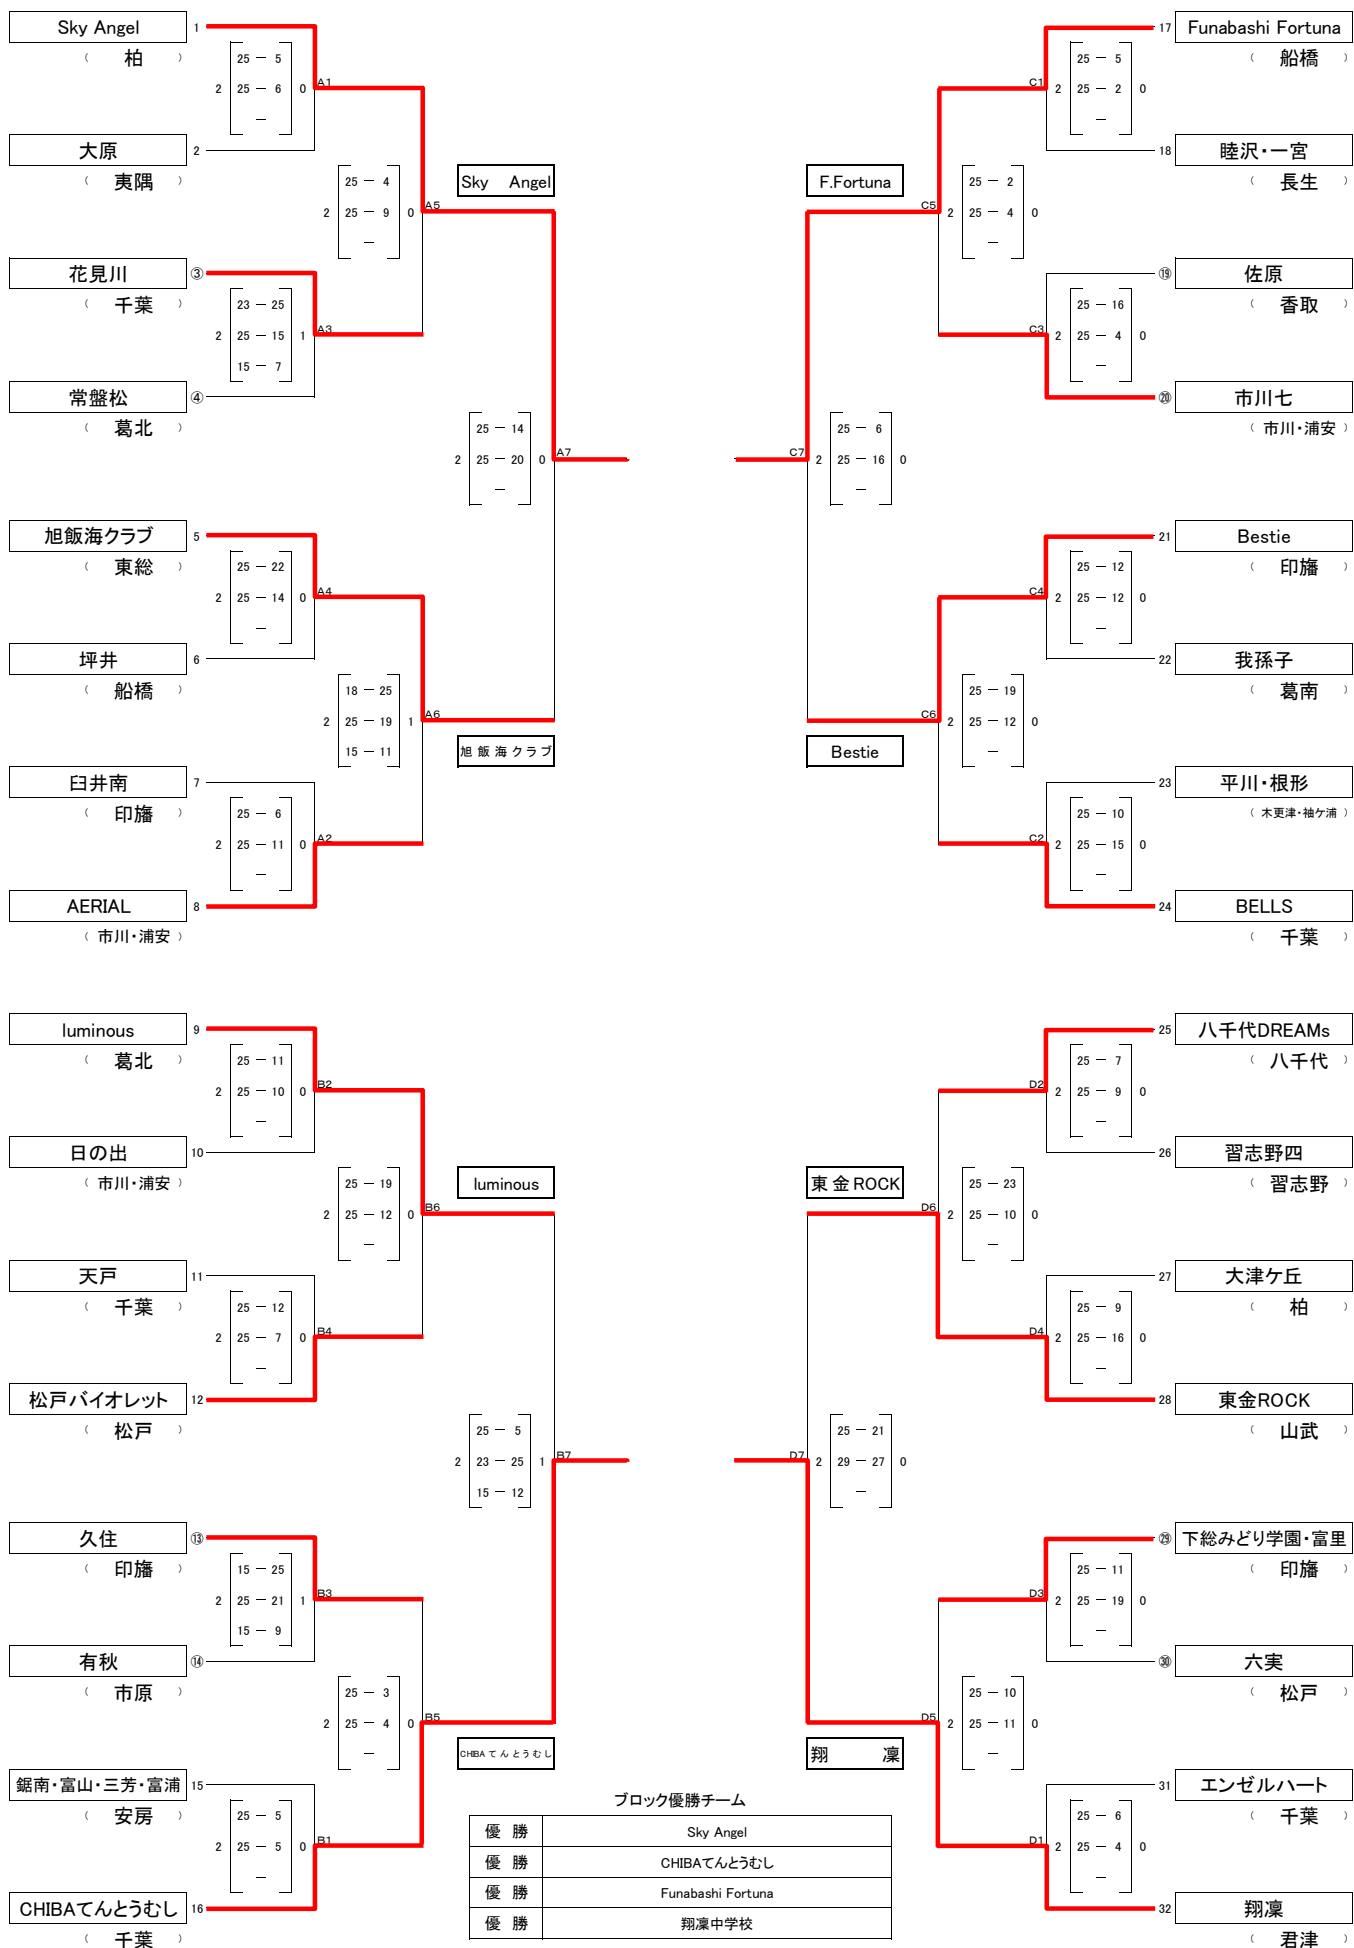 Sky Angel 1
（ 柏 ）
25 － 5
2 25 － 6 0 A1
－
大原 2
（ 夷隅 ）
25 － 4
2 25 － 9 0 A5
－
Sky Angel
花見川 ③
（ 千葉 ）
23 － 25
2 25 － 15 1 A3
15 － 7
常盤松 ④
（ 葛北 ）
25 － 14
2 25 － 20 0 A7
－
旭飯海クラブ 5
（ 東総 ）
25 － 22
2 25 － 14 0 A4
－
坪井 6
（ 船橋 ）
18 － 25
2 25 － 19 1 A6
15 － 11
旭飯海クラブ
臼井南 7
（ 印旛 ）
25 － 6
2 25 － 11 0 A2
－
AERIAL 8
（ 市川・浦安 ）
17 Funabashi Fortuna
（ 船橋 ）
25 － 5
C1 2 25 － 2 0
－
18 睦沢・一宮
（ 長生 ）
F.Fortuna
25 － 2
C5 2 25 － 4 0
－
⑲ 佐原
（ 香取 ）
25 － 16
C3 2 25 － 4 0
－
⑳ 市川七
（ 市川・浦安 ）
25 － 6
C7 2 25 － 16 0
－
21 Bestie
（ 印旛 ）
25 － 12
C4 2 25 － 12 0
－
22 我孫子
（ 葛南 ）
25 － 19
C6 2 25 － 12 0
－
Bestie
23 平川・根形
（ 木更津・袖ケ浦 ）
25 － 10
C2 2 25 － 15 0
－
24 BELLS
（ 千葉 ）
luminous 9
（ 葛北 ）
25 － 11
2 25 － 10 0 B2
－
日の出 10
（ 市川・浦安 ）
25 － 19
2 25 － 12 0 B6
－
luminous
天戸 11
（ 千葉 ）
25 － 12
2 25 － 7 0 B4
－
松戸バイオレット 12
（ 松戸 ）
25 － 5
2 23 － 25 1 B7
15 － 12
久住 ⑬
（ 印旛 ）
15 － 25
2 25 － 21 1 B3
15 － 9
有秋 ⑭
（ 市原 ）
25 － 3
2 25 － 4 0 B5
－
CHIBAてんとうむし
鋸南・富山・三芳・富浦 15
（ 安房 ）
25 － 5
2 25 － 5 0 B1
－
CHIBAてんとうむし 16
（ 千葉 ）
25 八千代DREAMs
（ 八千代 ）
25 － 7
D2 2 25 － 9 0
－
26 習志野四
（ 習志野 ）
東金ROCK
25 － 23
D6 2 25 － 10 0
－
27 大津ケ丘
（ 柏 ）
25 － 9
D4 2 25 － 16 0
－
28 東金ROCK
（ 山武 ）
25 － 21
D7 2 29 － 27 0
－
㉙ 下総みどり学園・富里
（ 印旛 ）
25 － 11
D3 2 25 － 19 0
－
㉚ 六実
（ 松戸 ）
25 － 10
D5 2 25 － 11 0
－
翔凜
31 エンゼルハート
（ 千葉 ）
25 － 6
D1 2 25 － 4 0
－
32 翔凜
（ 君津 ）
ブロック優勝チーム
優勝 Sky Angel
優勝 CHIBAてんとうむし
優勝 Funabashi Fortuna
優勝 翔凜中学校